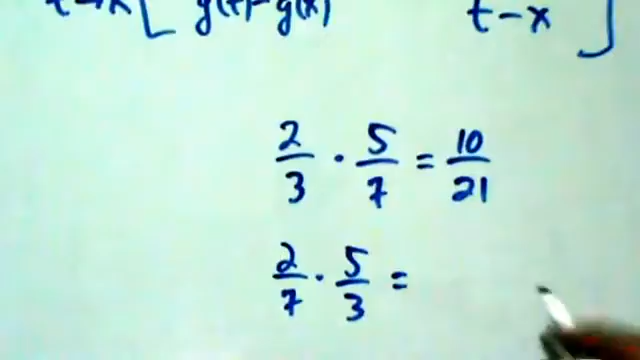 g(t) - g(x) t - x
2/3 · 5/7 = 10/21
2/7 · 5/3 =